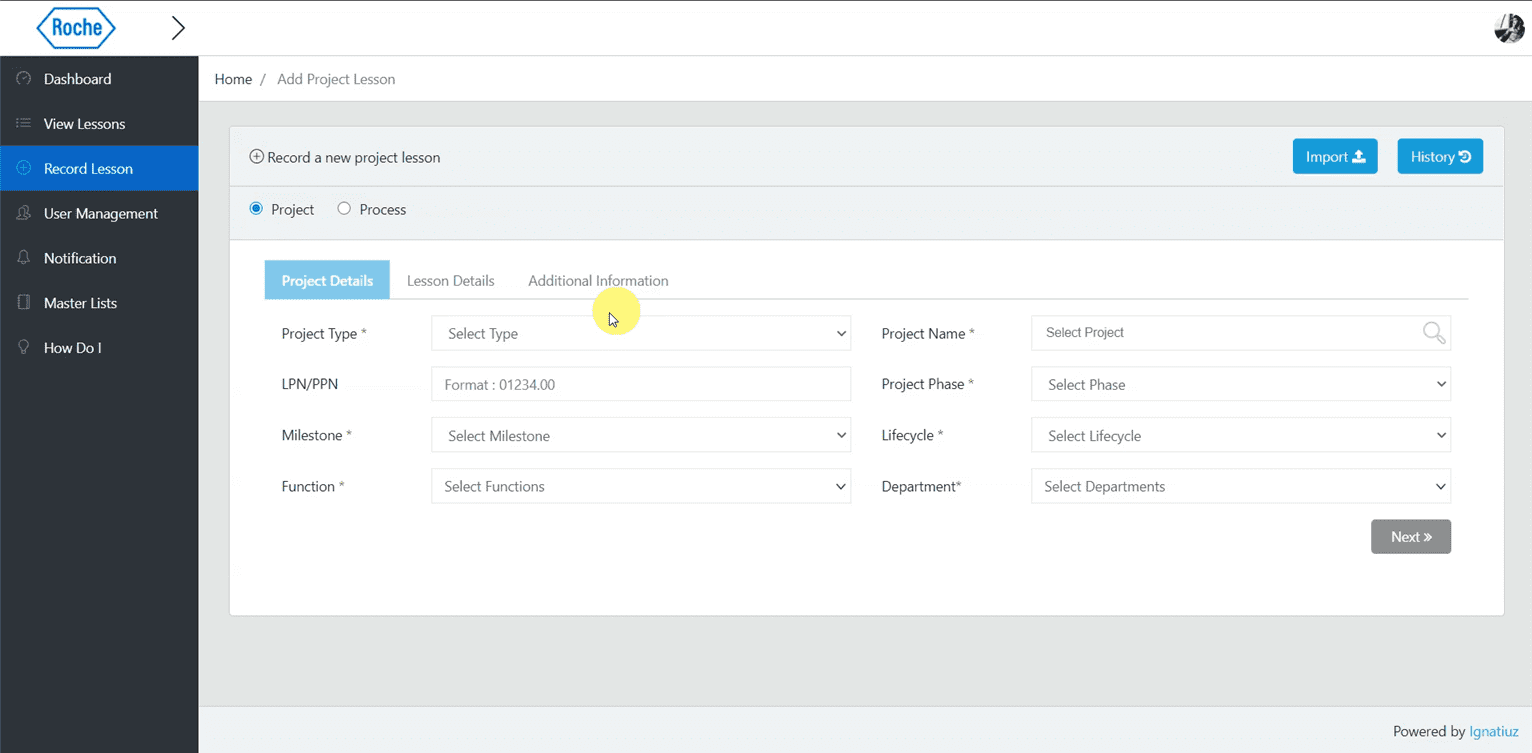 Roche
Dashboard
View Lessons
Record Lesson
User Management
Notification
Master Lists
How Do I
Home / Add Project Lesson
Record a new project lesson
Import
History
Project Process
Project Details Lesson Details Additional Information
Project Type * Select Type Project Name * Select Project
LPN/PPN Format : 01234.00 Project Phase * Select Phase
Milestone * Select Milestone Lifecycle * Select Lifecycle
Function * Select Functions Department* Select Departments
Next »
Powered by Ignatiuz